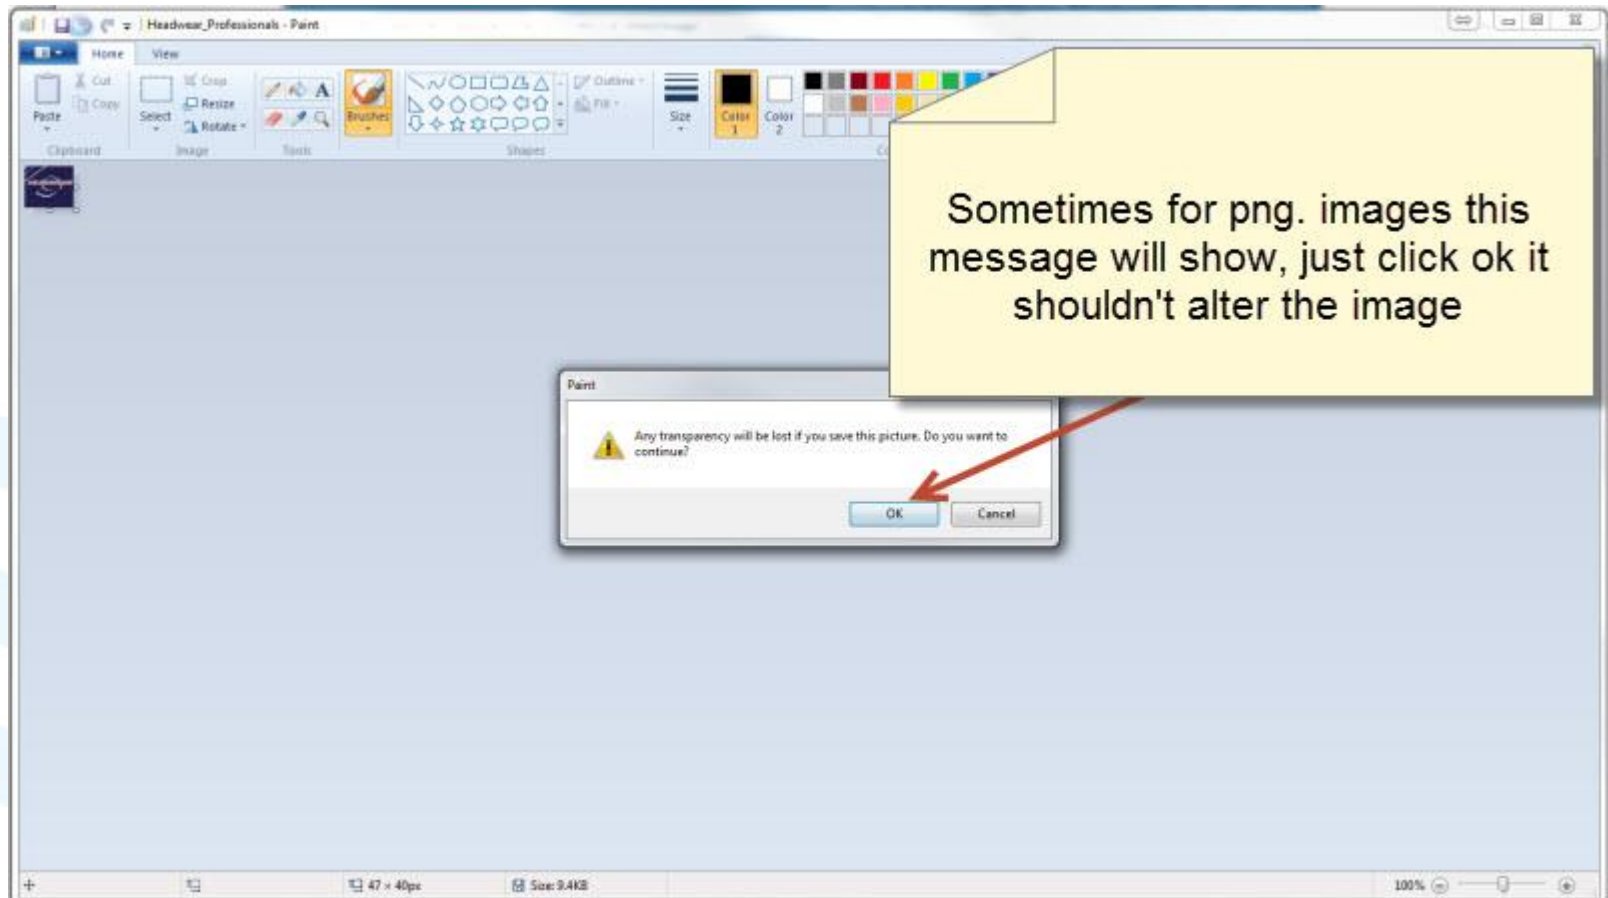 Headwear_Professionals - Paint
Home View
Cut
Copy
Paste
Clipboard
Crop
Resize
Rotate
Select
Image
A
Tools
Brushes
Outline
Fill
Shapes
Size
Color 1
Color 2
Sometimes for png. images this
message will show, just click ok it
shouldn't alter the image
Paint
Any transparency will be lost if you save this picture. Do you want to
continue?
OK Cancel
47 × 40px Size: 9.4KB 100%